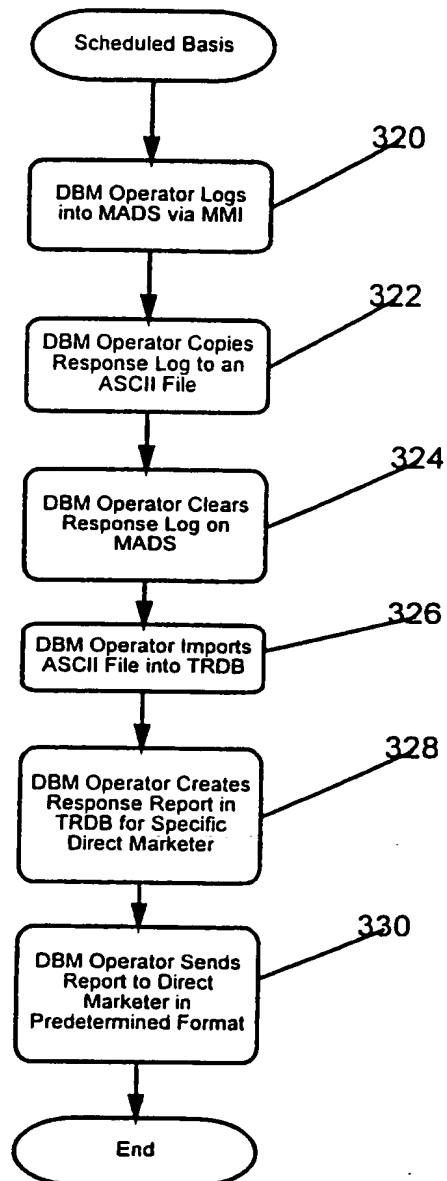 Scheduled Basis
320
DBM Operator Logs
into MADS via MMI
322
DBM Operator Copies
Response Log to an
ASCII File
324
DBM Operator Clears
Response Log on
MADS
326
DBM Operator Imports
ASCII File into TRDB
328
DBM Operator Creates
Response Report in
TRDB for Specific
Direct Marketer
330
DBM Operator Sends
Report to Direct
Marketer in
Predetermined Format
End